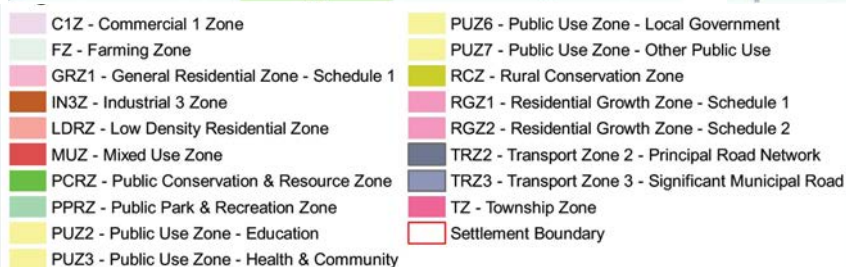 C1Z - Commercial 1 Zone
FZ - Farming Zone
GRZ1 - General Residential Zone - Schedule 1
IN3Z - Industrial 3 Zone
LDRZ - Low Density Residential Zone
MUZ - Mixed Use Zone
PCRZ - Public Conservation & Resource Zone
PPRZ - Public Park & Recreation Zone
PUZ2 - Public Use Zone - Education
PUZ3 - Public Use Zone - Health & Community
PUZ6 - Public Use Zone - Local Government
PUZ7 - Public Use Zone - Other Public Use
RCZ - Rural Conservation Zone
RGZ1 - Residential Growth Zone - Schedule 1
RGZ2 - Residential Growth Zone - Schedule 2
TRZ2 - Transport Zone 2 - Principal Road Network
TRZ3 - Transport Zone 3 - Significant Municipal Road
TZ - Township Zone
Settlement Boundary